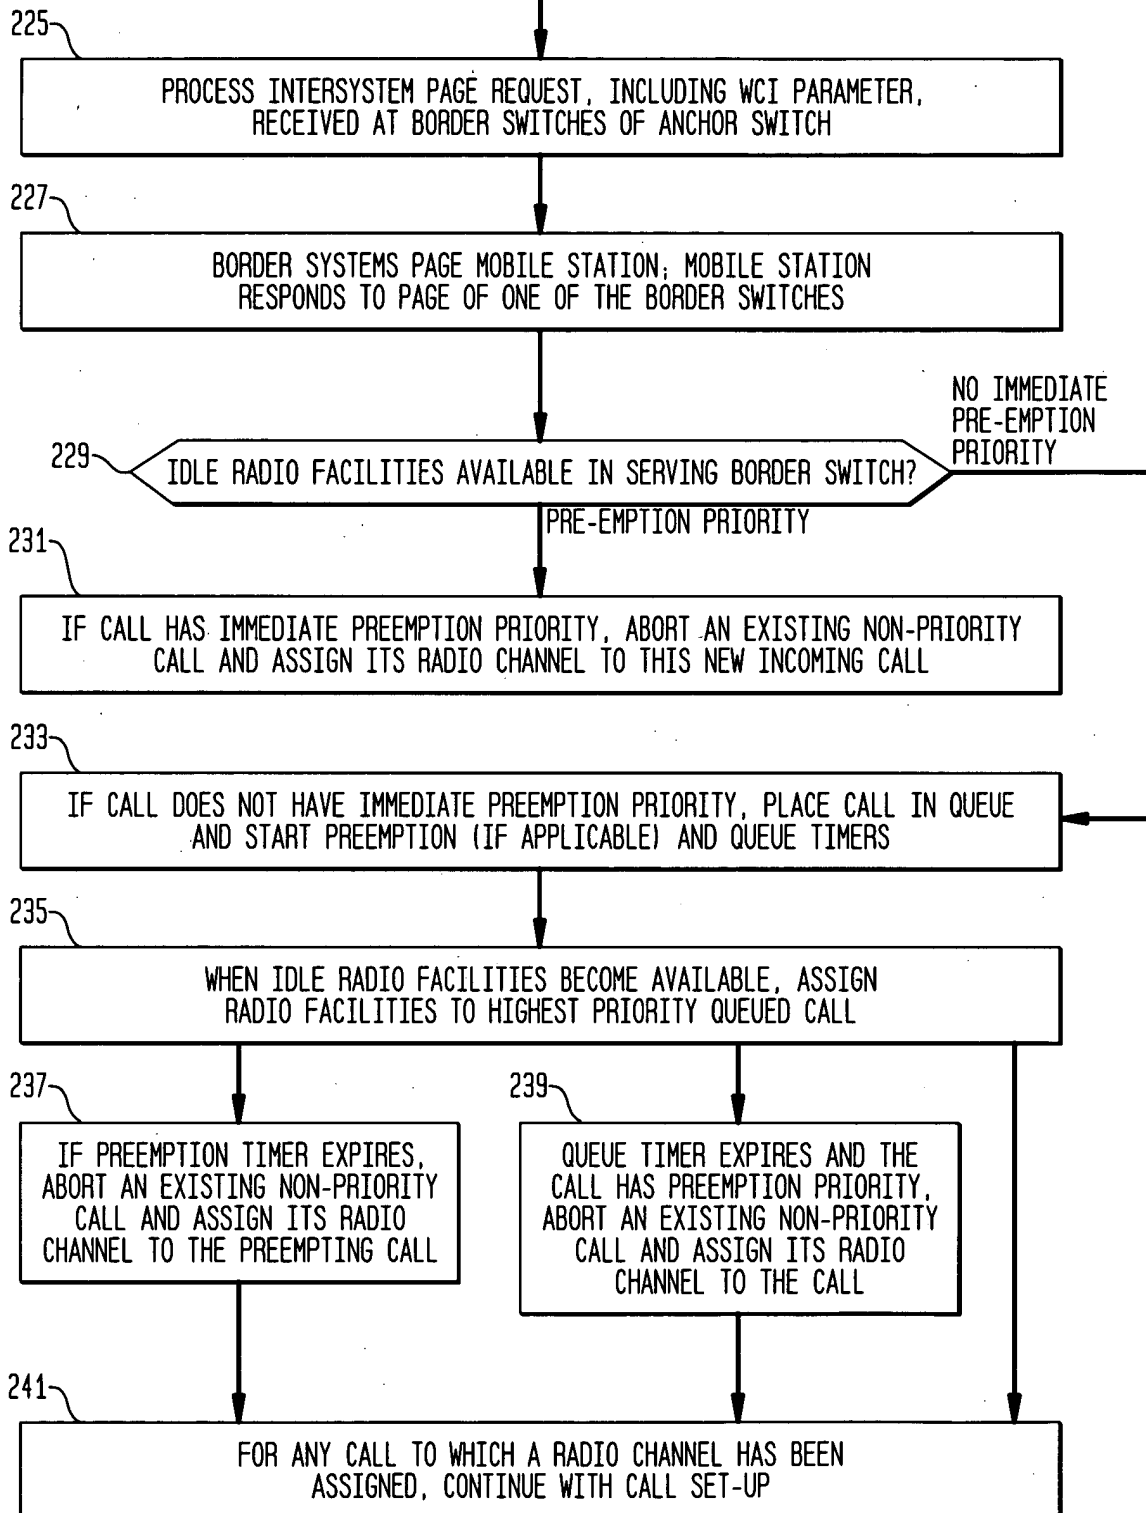 225
PROCESS INTERSYSTEM PAGE REQUEST, INCLUDING WCI PARAMETER,
RECEIVED AT BORDER SWITCHES OF ANCHOR SWITCH
227
BORDER SYSTEMS PAGE MOBILE STATION; MOBILE STATION
RESPONDS TO PAGE OF ONE OF THE BORDER SWITCHES
NO IMMEDIATE
PRE-EMPTION
PRIORITY
229
IDLE RADIO FACILITIES AVAILABLE IN SERVING BORDER SWITCH?
PRE-EMPTION PRIORITY
231
IF CALL HAS IMMEDIATE PREEMPTION PRIORITY, ABORT AN EXISTING NON-PRIORITY
CALL AND ASSIGN ITS RADIO CHANNEL TO THIS NEW INCOMING CALL
233
IF CALL DOES NOT HAVE IMMEDIATE PREEMPTION PRIORITY, PLACE CALL IN QUEUE
AND START PREEMPTION (IF APPLICABLE) AND QUEUE TIMERS
235
WHEN IDLE RADIO FACILITIES BECOME AVAILABLE, ASSIGN
RADIO FACILITIES TO HIGHEST PRIORITY QUEUED CALL
237
IF PREEMPTION TIMER EXPIRES,
ABORT AN EXISTING NON-PRIORITY
CALL AND ASSIGN ITS RADIO
CHANNEL TO THE PREEMPTING CALL
239
QUEUE TIMER EXPIRES AND THE
CALL HAS PREEMPTION PRIORITY,
ABORT AN EXISTING NON-PRIORITY
CALL AND ASSIGN ITS RADIO
CHANNEL TO THE CALL
241
FOR ANY CALL TO WHICH A RADIO CHANNEL HAS BEEN
ASSIGNED, CONTINUE WITH CALL SET-UP